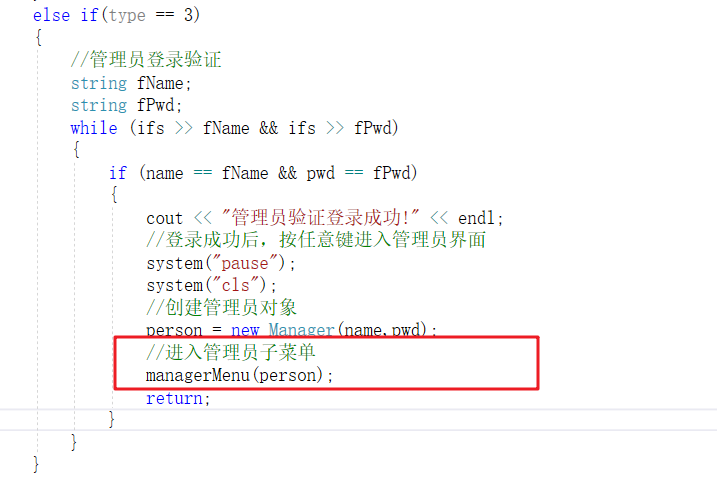 else if(type == 3)
{
//管理员登录验证
string fName;
string fPwd;
while (ifs >> fName && ifs >> fPwd)
{
if (name == fName && pwd == fPwd)
{
cout << "管理员验证登录成功!" << endl;
//登录成功后，按任意键进入管理员界面
system("pause");
system("cls");
//创建管理员对象
person = new Manager(name,pwd);
//进入管理员子菜单
managerMenu(person);
return;
}
}
}